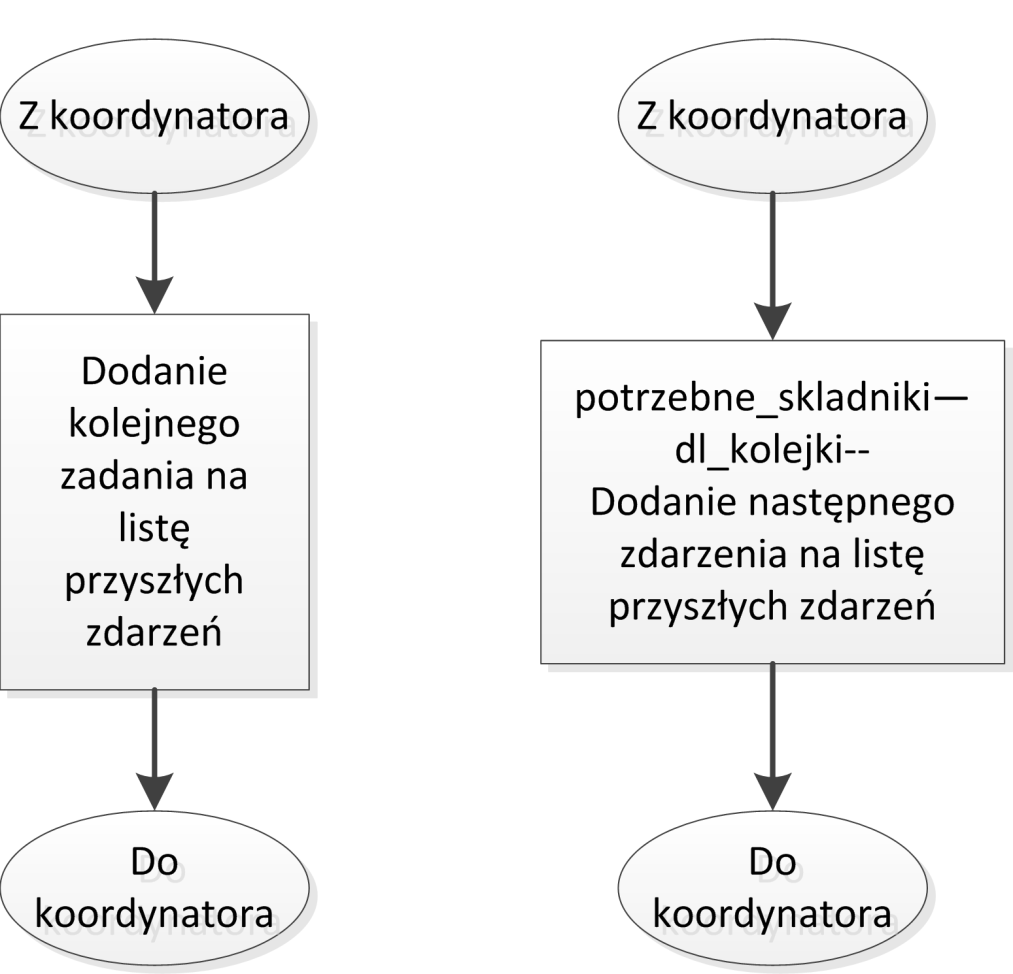 Z koordynatora
Dodanie
kolejnego
zadania na
listę
przyszłych
zdarzeń
Do
koordynatora
Z koordynatora
potrzebne_skladniki—
dl_kolejki--
Dodanie następnego
zdarzenia na listę
przyszłych zdarzeń
Do
koordynatora